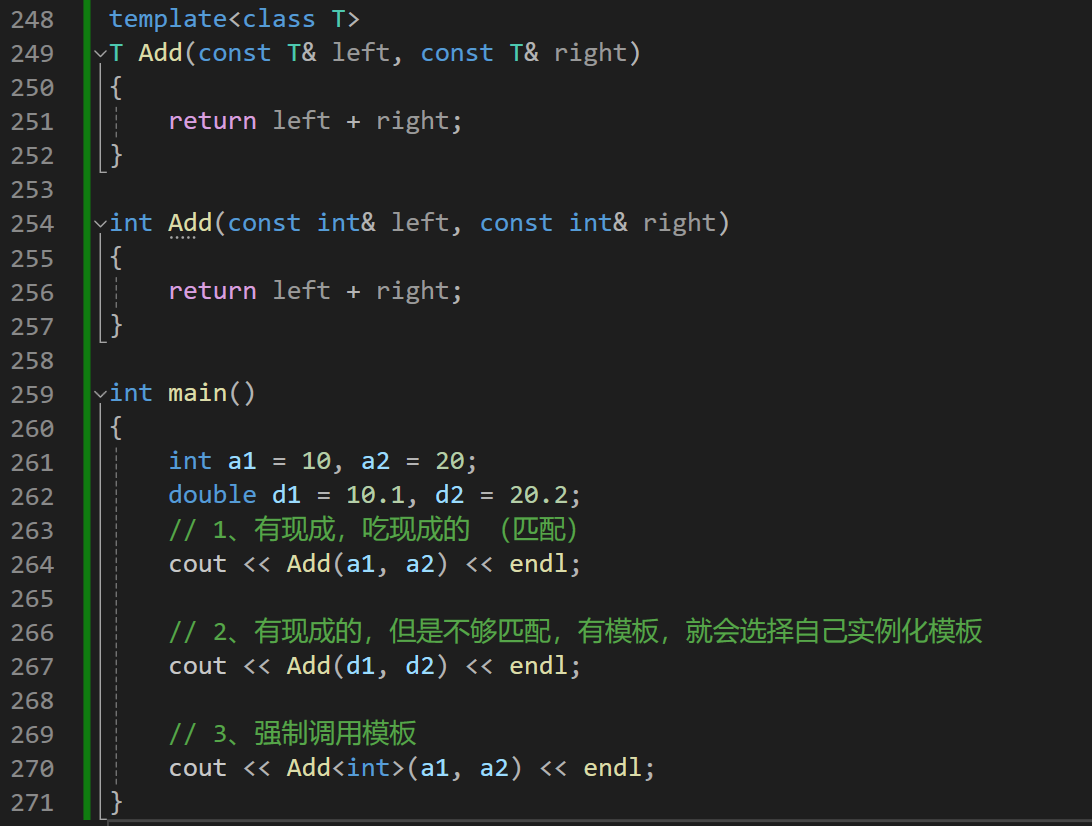 248 template<class T>
249 T Add(const T& left, const T& right)
250 {
251     return left + right;
252 }
253
254 int Add(const int& left, const int& right)
255 {
256     return left + right;
257 }
258
259 int main()
260 {
261     int a1 = 10, a2 = 20;
262     double d1 = 10.1, d2 = 20.2;
263     // 1、有现成，吃现成的 （匹配）
264     cout << Add(a1, a2) << endl;
265
266     // 2、有现成的，但是不够匹配，有模板，就会选择自己实例化模板
267     cout << Add(d1, d2) << endl;
268
269     // 3、强制调用模板
270     cout << Add<int>(a1, a2) << endl;
271 }